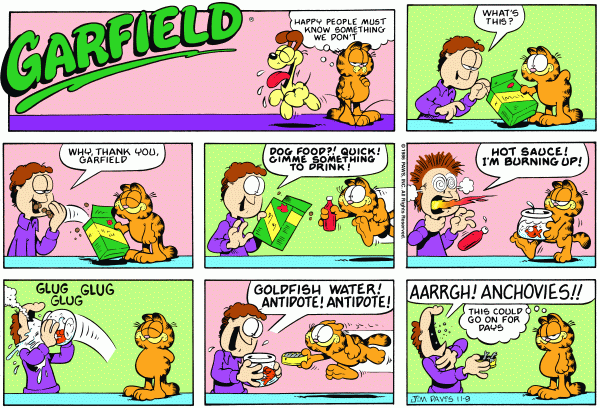 GARFIELD
HAPPY PEOPLE MUST
KNOW SOMETHING
WE DON'T
WHAT'S
THIS?
WHY, THANK YOU,
GARFIELD
DOG FOOD?! QUICK!
GIMME SOMETHING
TO DRINK!
HOT SAUCE!
I'M BURNING UP!
GLUG GLUG
GLUG
GOLDFISH WATER!
ANTIDOTE! ANTIDOTE!
AARRGH! ANCHOVIES!!
THIS COULD
GO ON FOR
DAYS
JIM DAVIS 11-9